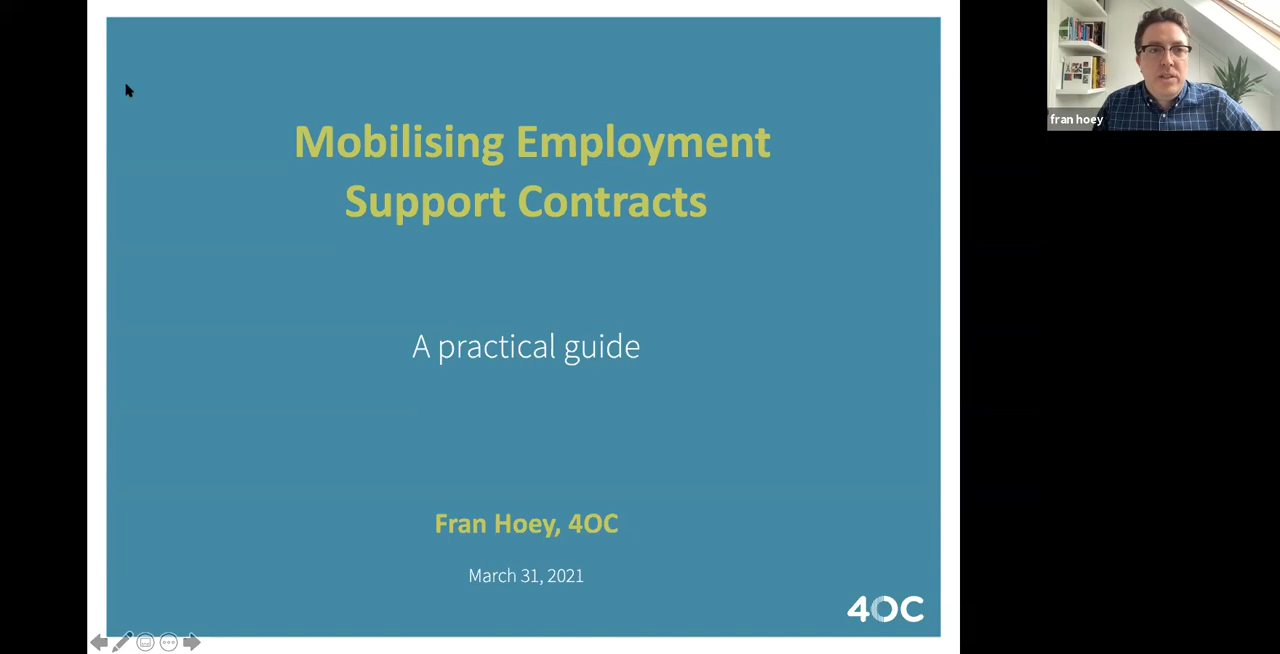 Mobilising Employment
Support Contracts
A practical guide
Fran Hoey, 4OC
March 31, 2021
4OC
fran hoey